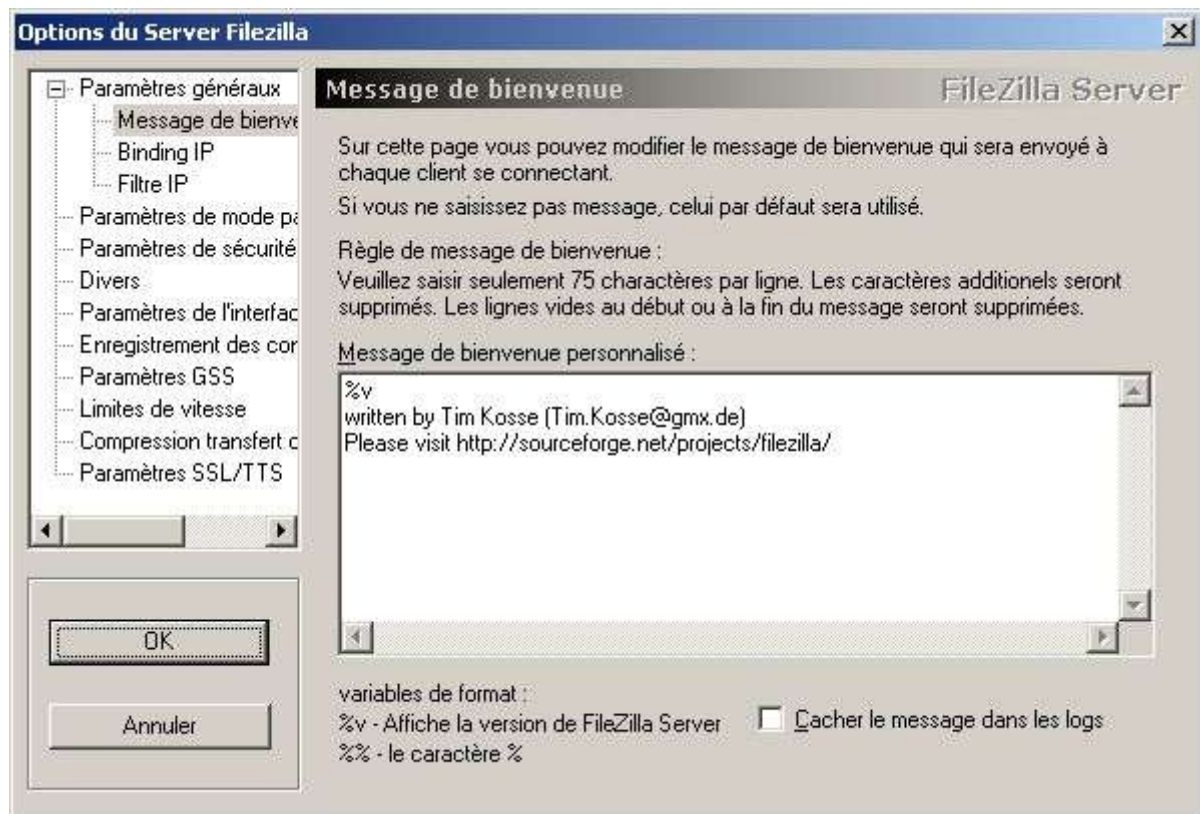 Options du Server Filezilla
Paramètres généraux
Message de bienve
Binding IP
Filtre IP
Paramètres de mode pa
Paramètres de sécurité
Divers
Paramètres de l'interfac
Enregistrement des cor
Paramètres GSS
Limites de vitesse
Compression transfert c
Paramètres SSL/TTS
OK
Annuler
Message de bienvenue
FileZilla Server
Sur cette page vous pouvez modifier le message de bienvenue qui sera envoyé à
chaque client se connectant.
Si vous ne saisissez pas message, celui par défaut sera utilisé.
Règle de message de bienvenue :
Veuillez saisir seulement 75 charactères par ligne. Les caractères additionels seront
supprimés. Les lignes vides au début ou à la fin du message seront supprimées.
Message de bienvenue personnalisé :
%v
written by Tim Kosse (Tim.Kosse@gmx.de)
Please visit http://sourceforge.net/projects/filezilla/
variables de format :
%v - Affiche la version de FileZilla Server
%% - le caractère %
Cacher le message dans les logs